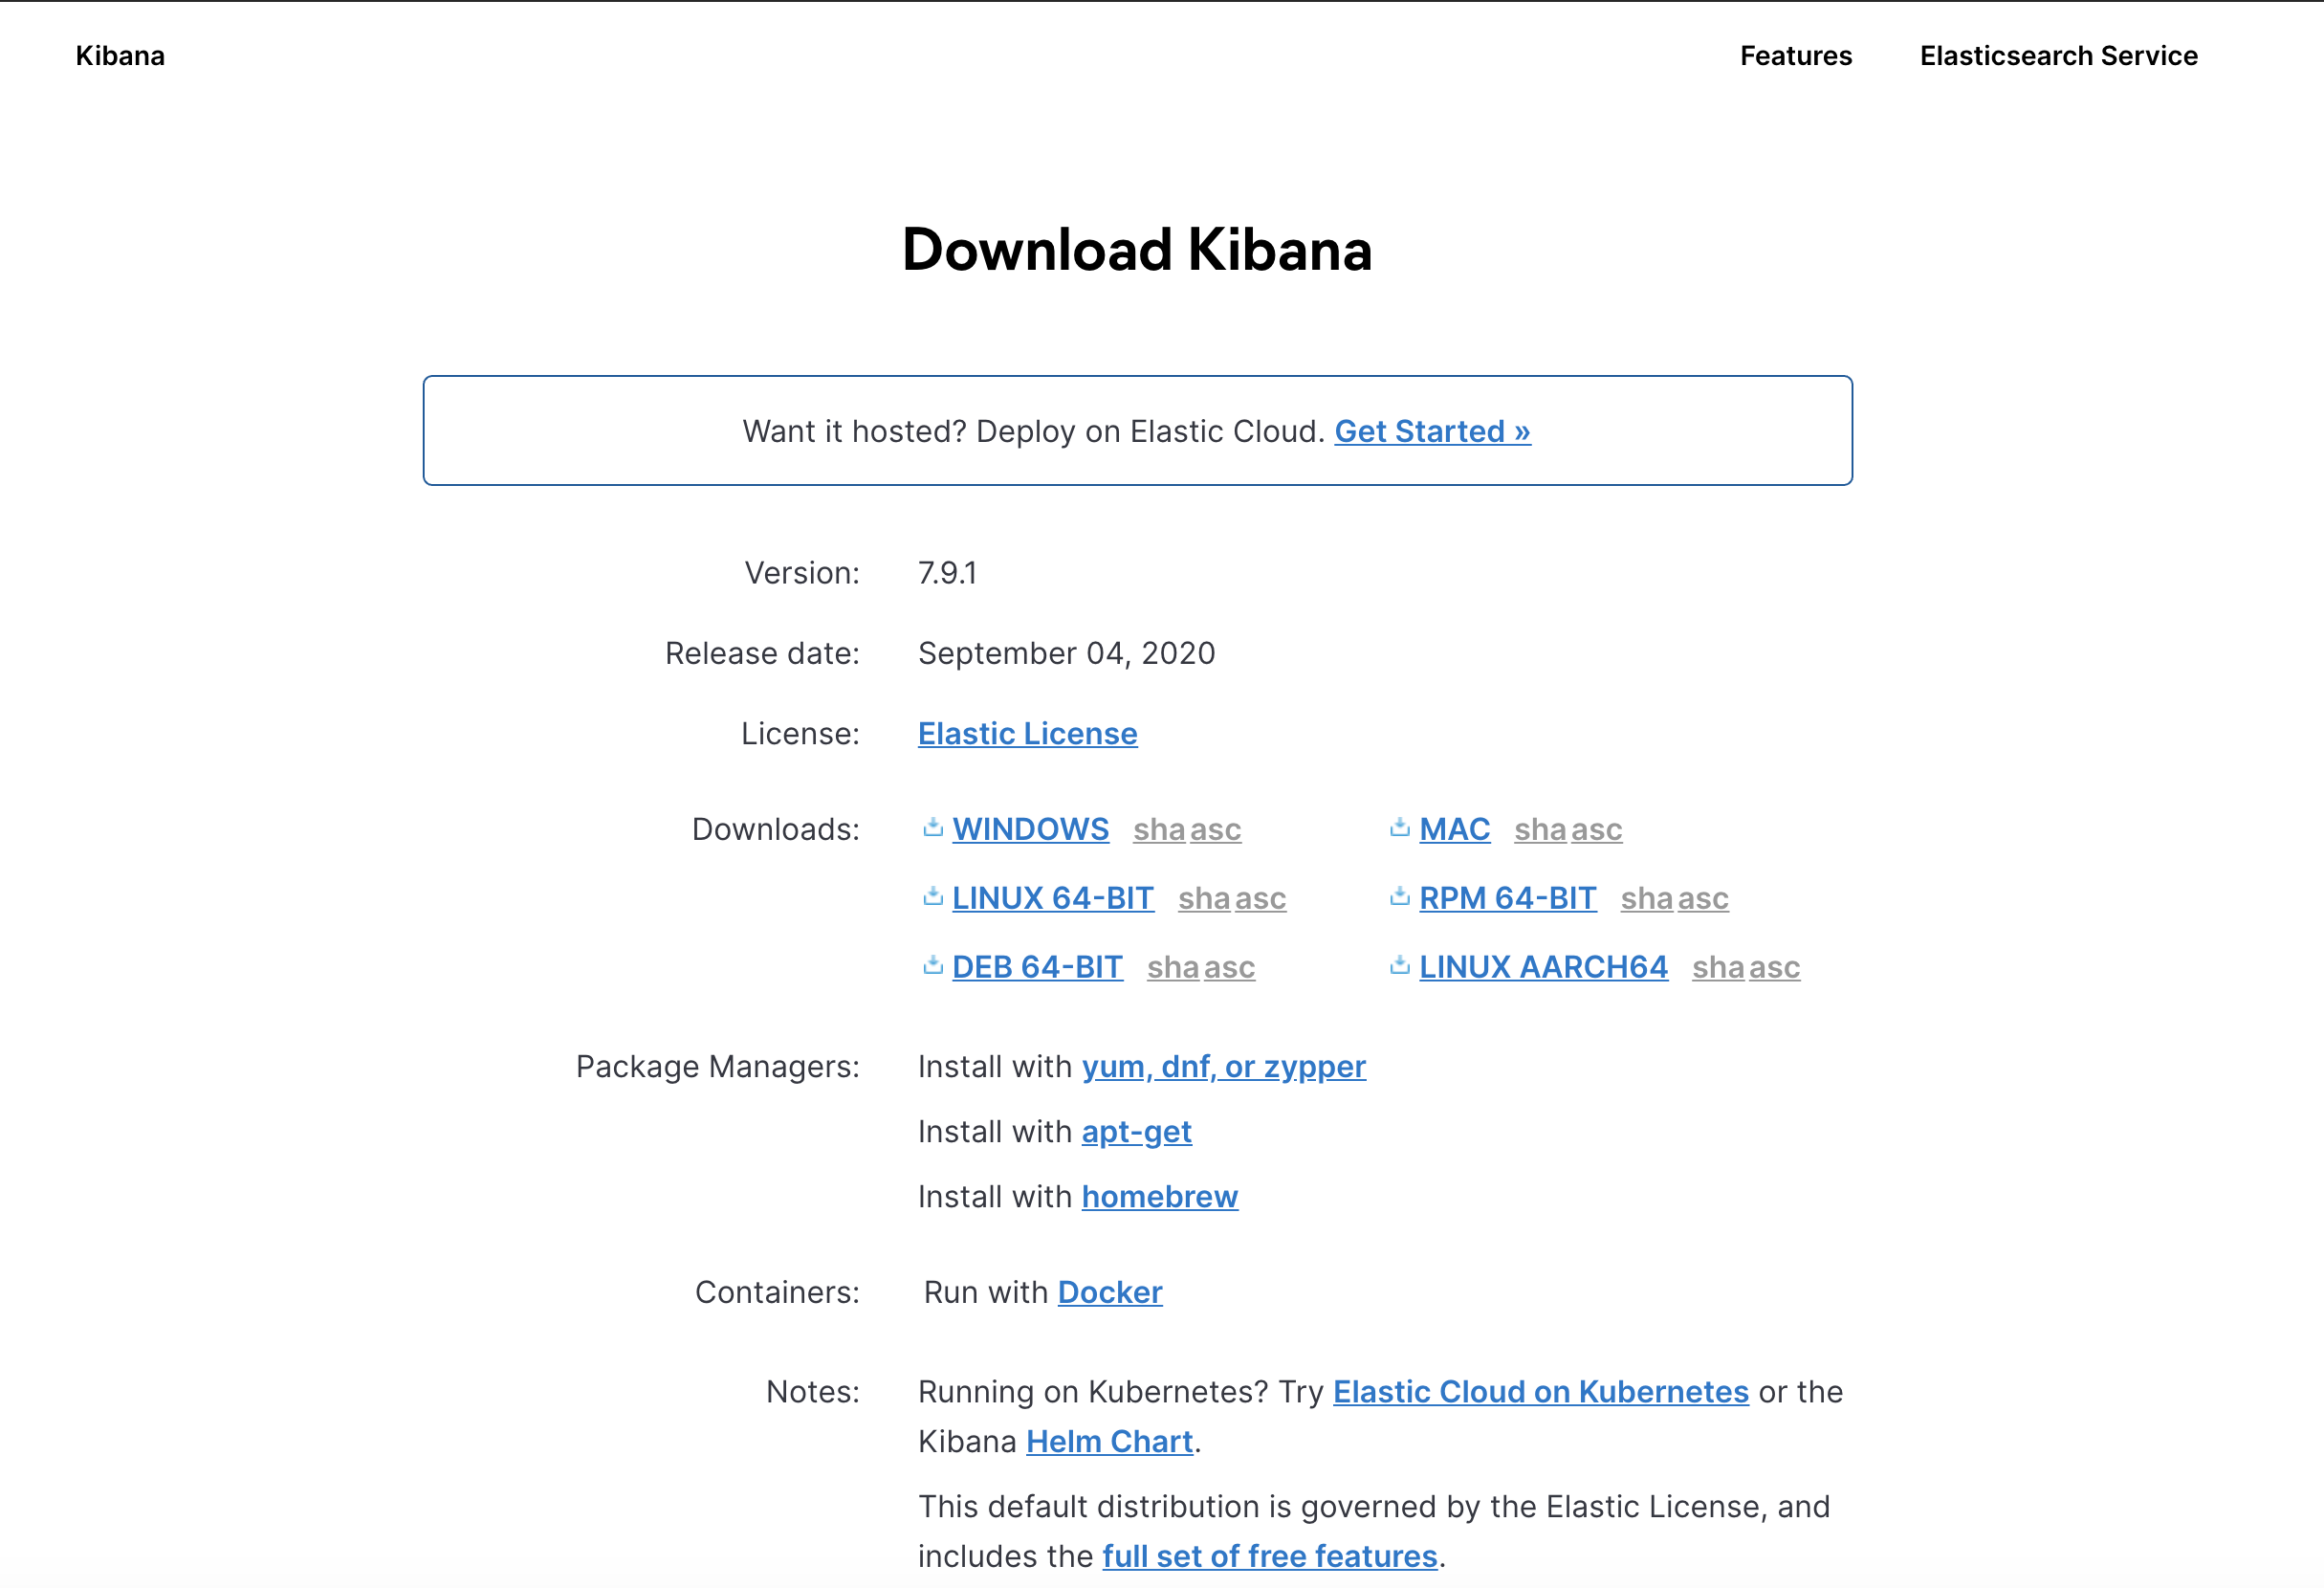 Kibana Features Elasticsearch Service
Download Kibana
Want it hosted? Deploy on Elastic Cloud. Get Started »
Version: 7.9.1
Release date: September 04, 2020
License: Elastic License
Downloads: WINDOWS sha asc MAC sha asc
LINUX 64-BIT sha asc RPM 64-BIT sha asc
DEB 64-BIT sha asc LINUX AARCH64 sha asc
Package Managers: Install with yum, dnf, or zypper
Install with apt-get
Install with homebrew
Containers: Run with Docker
Notes: Running on Kubernetes? Try Elastic Cloud on Kubernetes or the
Kibana Helm Chart.
This default distribution is governed by the Elastic License, and
includes the full set of free features.